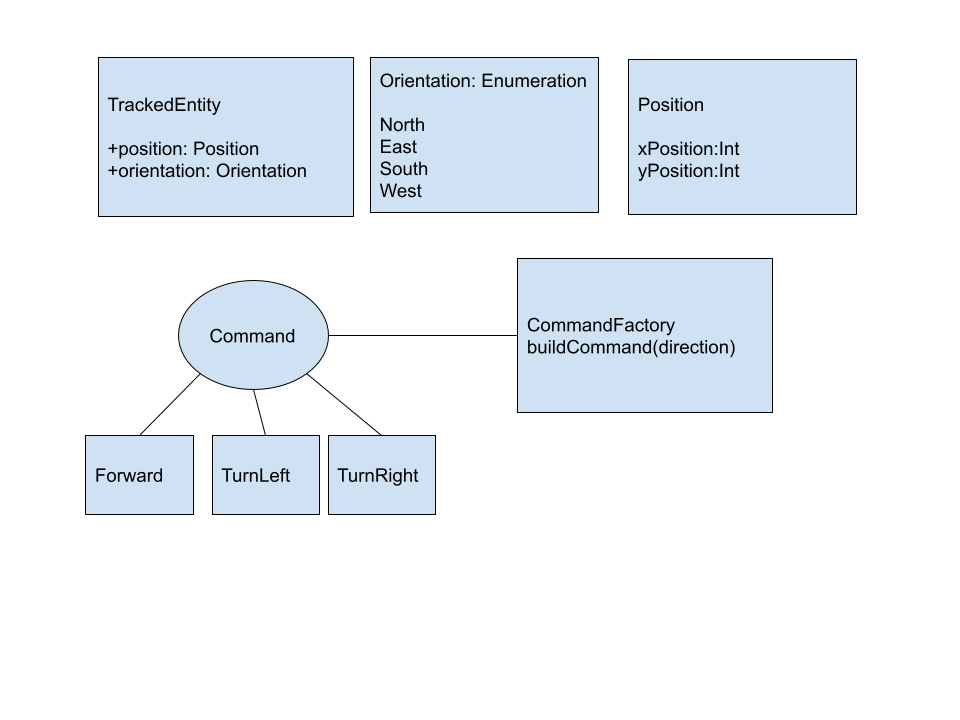 TrackedEntity
+position: Position
+orientation: Orientation
Orientation: Enumeration
North
East
South
West
Position
xPosition:Int
yPosition:Int
Command
CommandFactory
buildCommand(direction)
Forward
TurnLeft
TurnRight